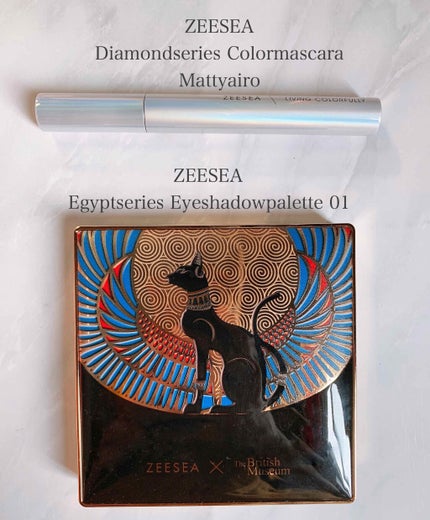 ZEESEA
Diamondseries Colormascara
Mattyairo
ZEESEA \ LIVING COLORFULLY
ZEESEA
Egyptseries Eyeshadowpalette 01
ZEESEA × The British
Museum